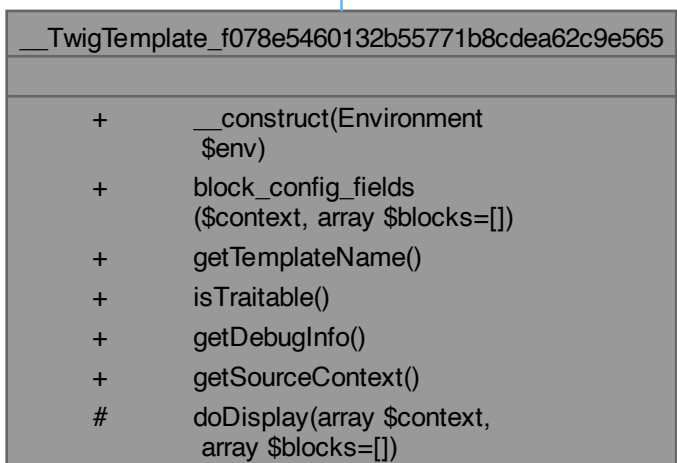 __TwigTemplate_f078e5460132b55771b8cdea62c9e565
+ __construct(Environment
$env)
+ block_config_fields
($context, array $blocks=[])
+ getTemplateName()
+ isTraitable()
+ getDebugInfo()
+ getSourceContext()
# doDisplay(array $context,
array $blocks=[])